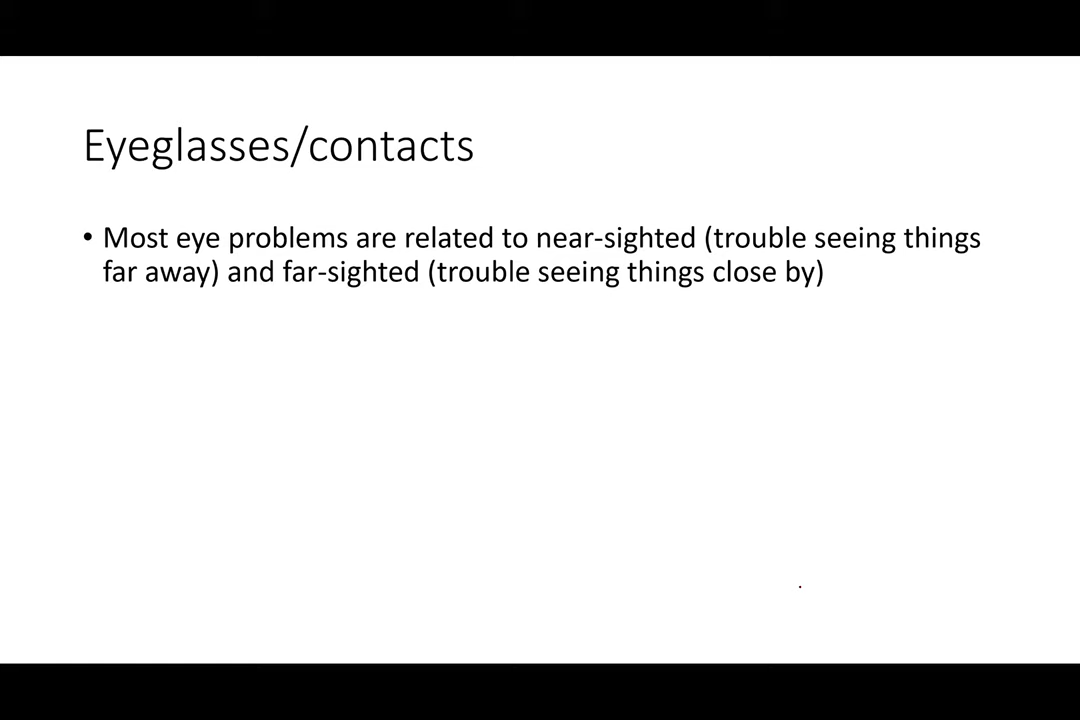 Eyeglasses/contacts
• Most eye problems are related to near-sighted (trouble seeing things
far away) and far-sighted (trouble seeing things close by)